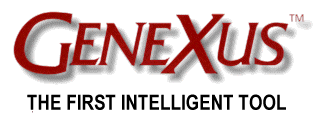 GENEXUS™
THE FIRST INTELLIGENT TOOL